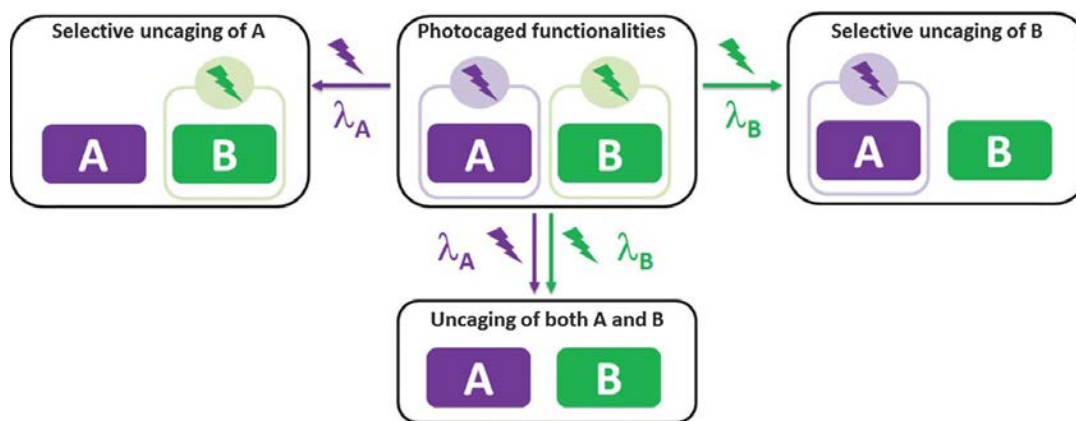 Selective uncaging of A
A
B
λA
Photocaged functionalities
A
B
λB
Selective uncaging of B
A
B
λA
λB
Uncaging of both A and B
A
B